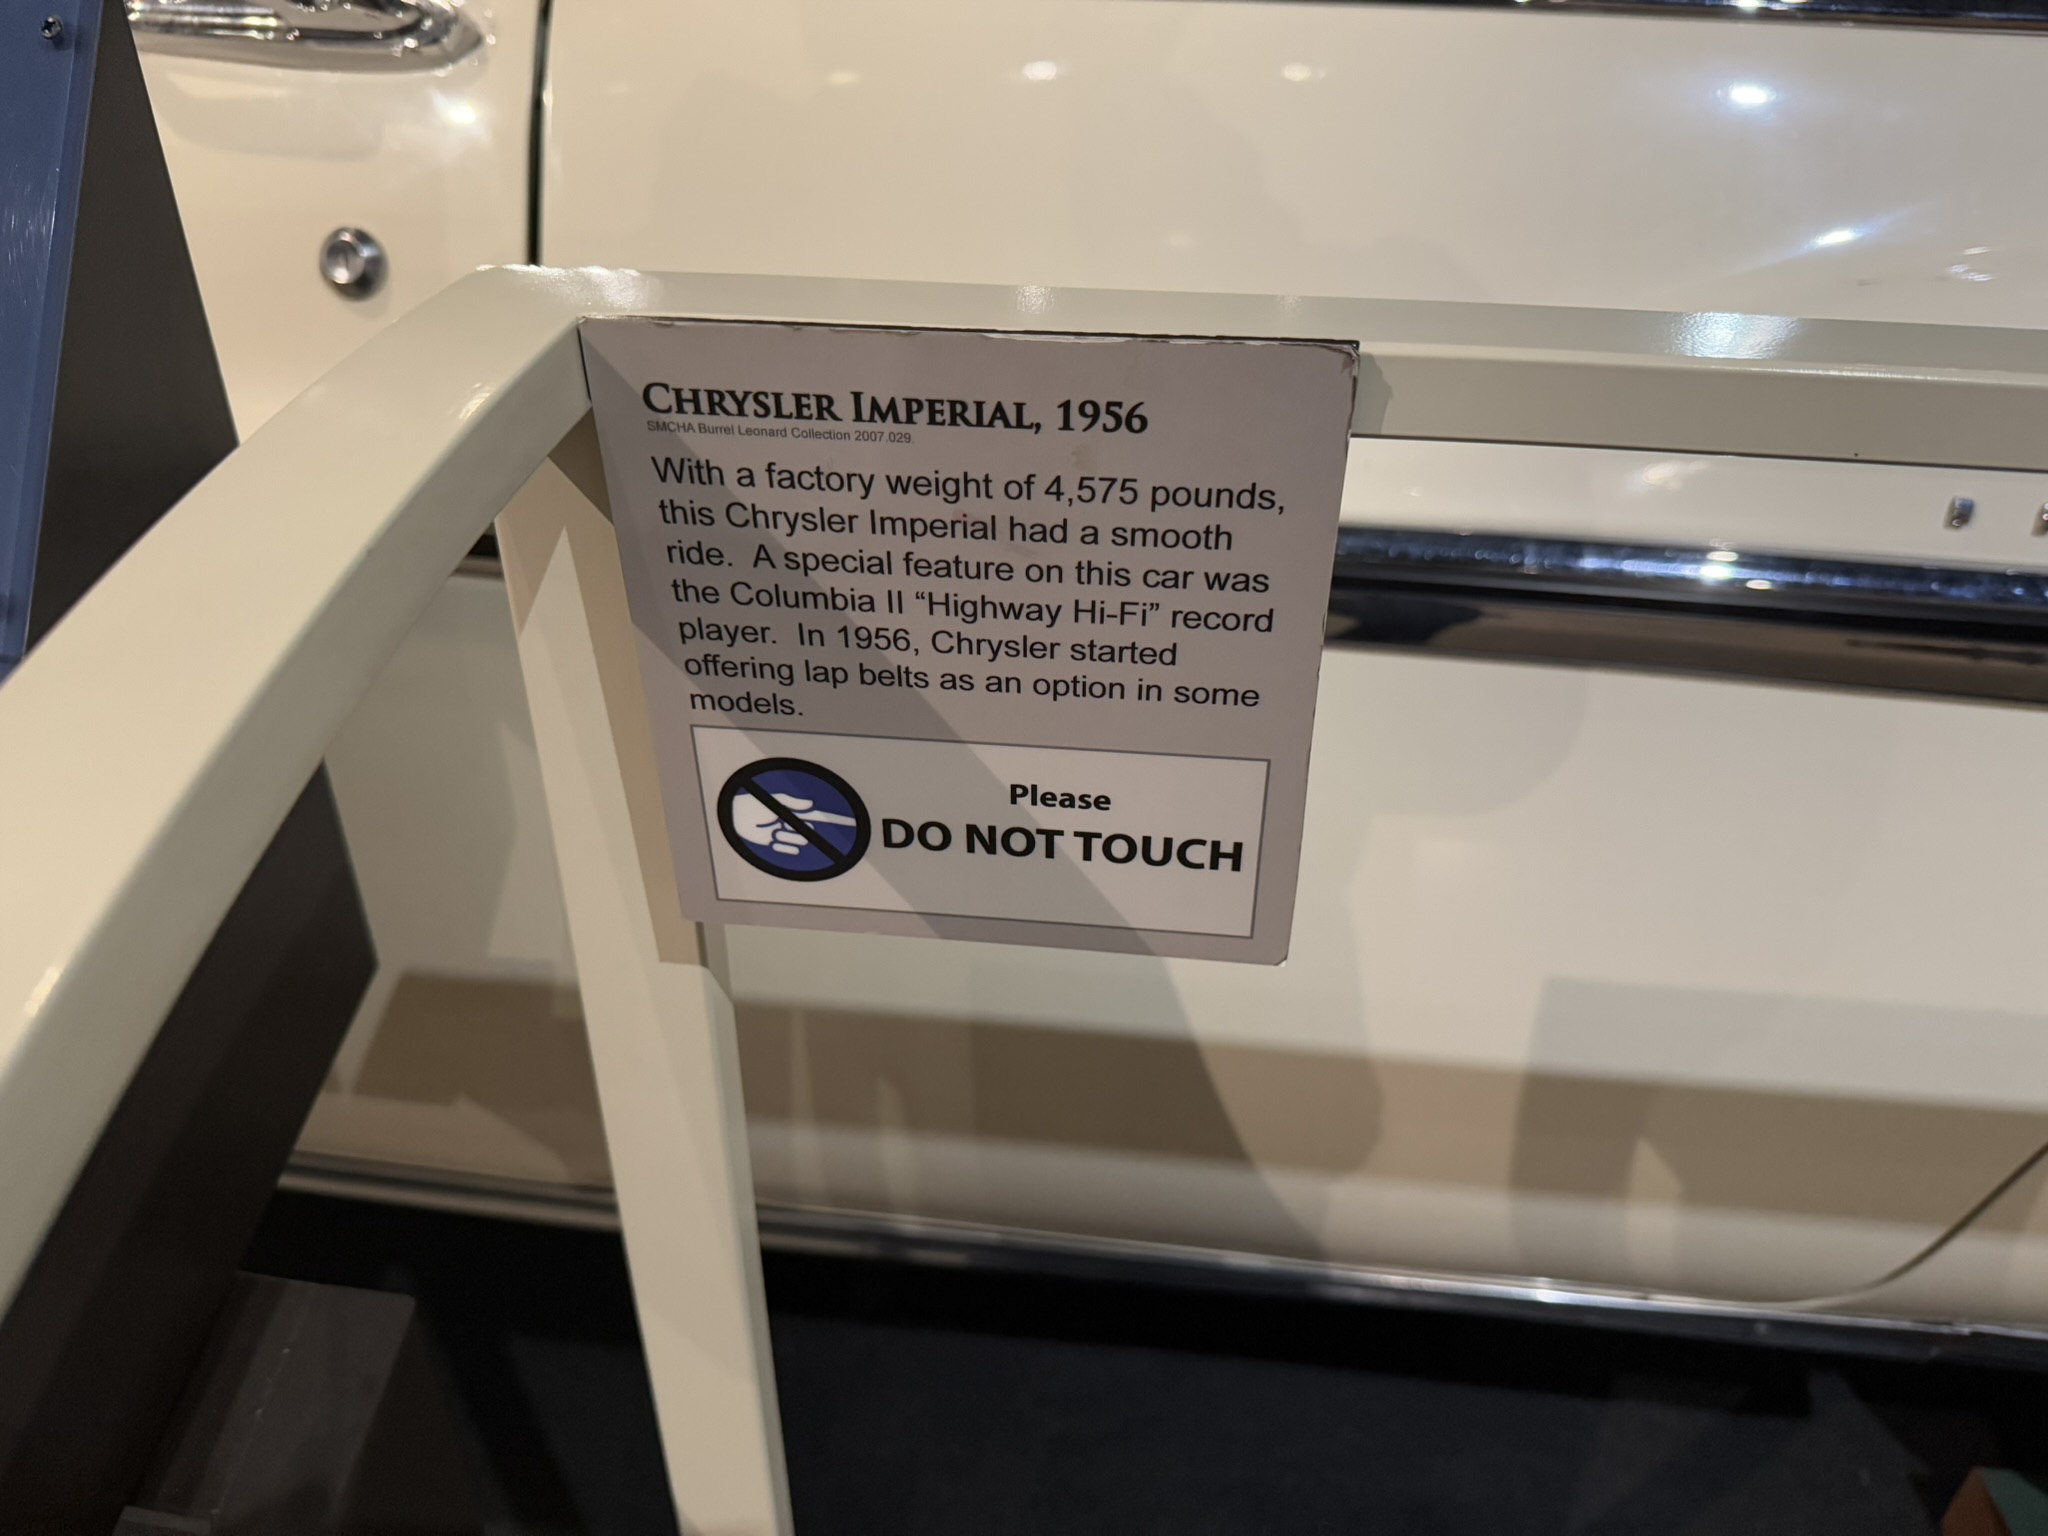 CHRYSLER IMPERIAL, 1956
SMCHA Burrel Leonard Collection 2007.029.
With a factory weight of 4,575 pounds,
this Chrysler Imperial had a smooth
ride.  A special feature on this car was
the Columbia II “Highway Hi-Fi” record
player.  In 1956, Chrysler started
offering lap belts as an option in some
models.
Please
DO NOT TOUCH